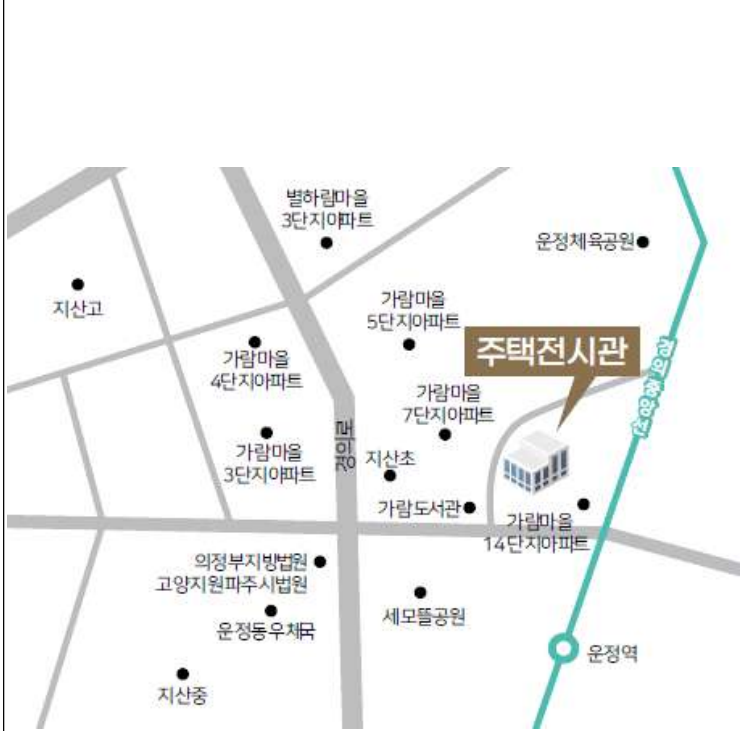 별하람마을
3단지아파트
운정체육공원
지산고
가람마을
5단지아파트
주택전시관
가람마을
4단지아파트
경의중앙선
가람마을
7단지아파트
경의로
가람마을
3단지아파트
지산초
가람도서관
가람마을
14단지아파트
의정부지방법원
고양지원파주시법원
세모뜰공원
운정동우체국
운정역
지산중